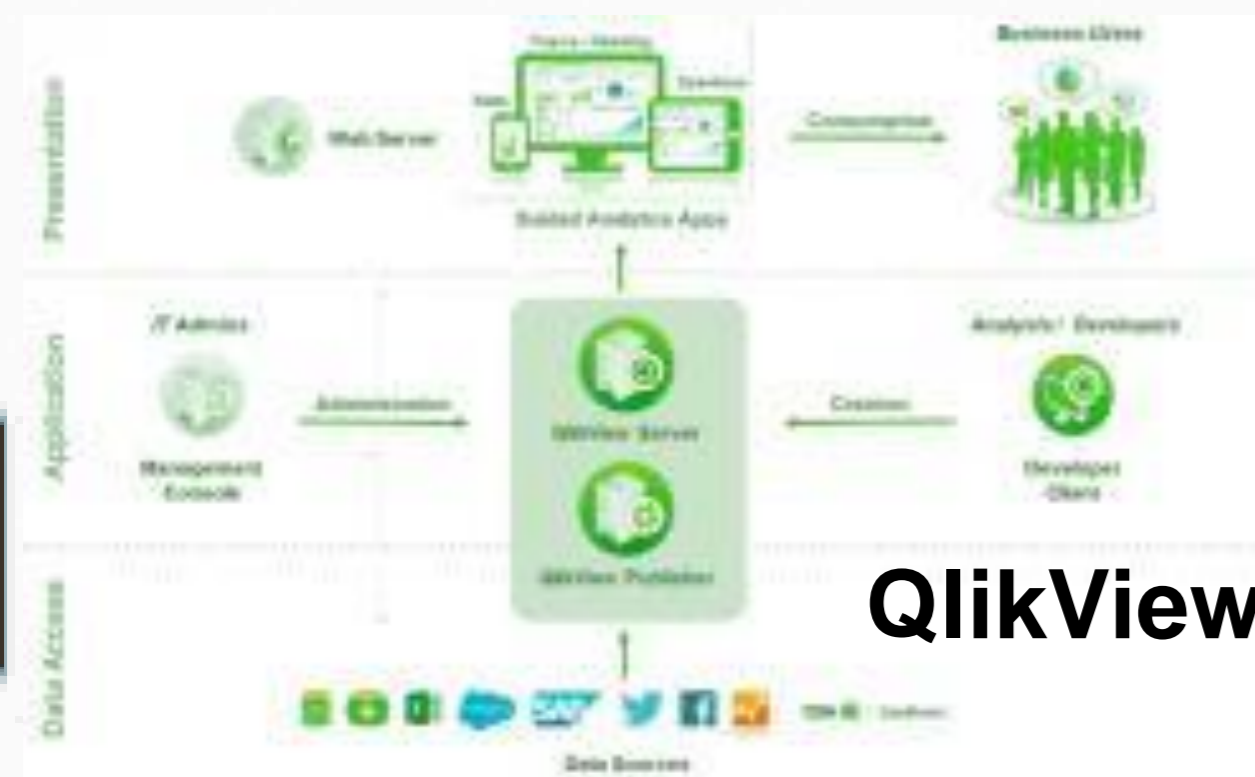 Presentation
Business Users
Web Server
Consumption
Guided Analytics Apps
Application
IT Admins
Analysts / Developers
Administration
Creation
QlikView Server
Management
Console
Developer
Client
QlikView Publisher
QlikView
Data Access
SAP
Data Sources